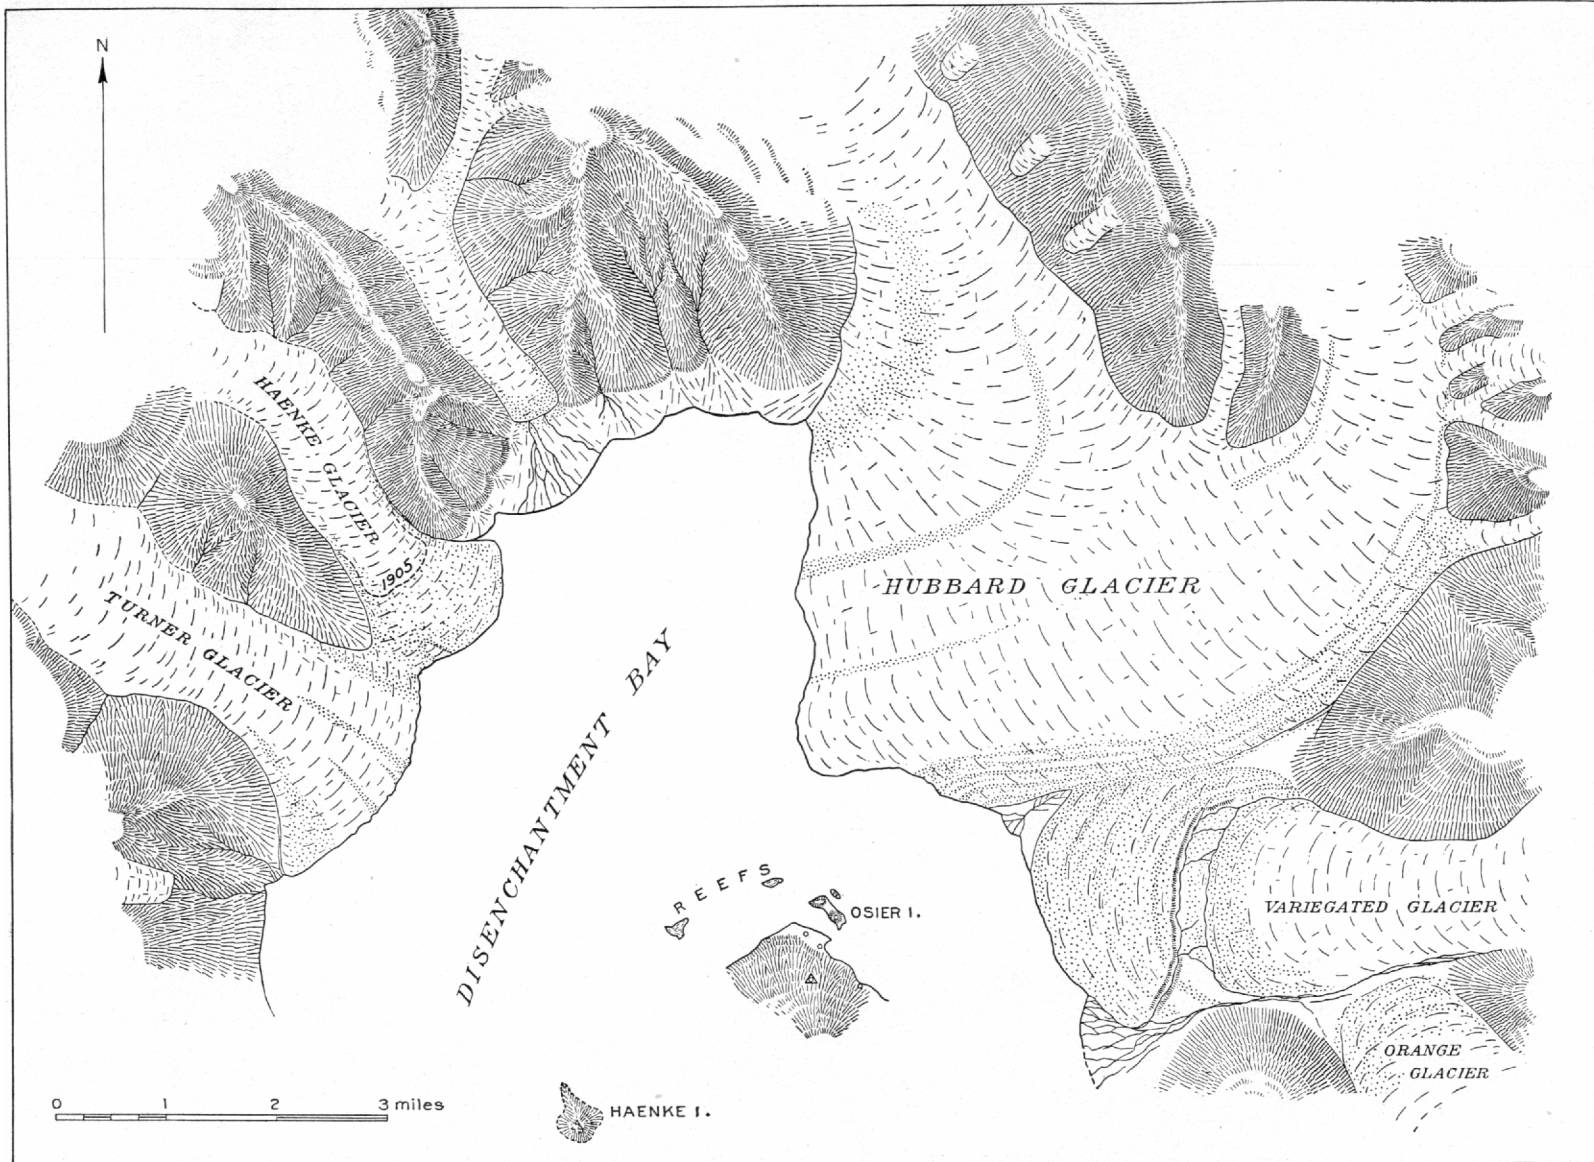 N
HAENKE GLACIER
1905
TURNER GLACIER
HUBBARD GLACIER
DISENCHANTMENT BAY
REEFS
OSIER I.
VARIEGATED GLACIER
ORANGE
GLACIER
0 1 2 3 miles
HAENKE I.